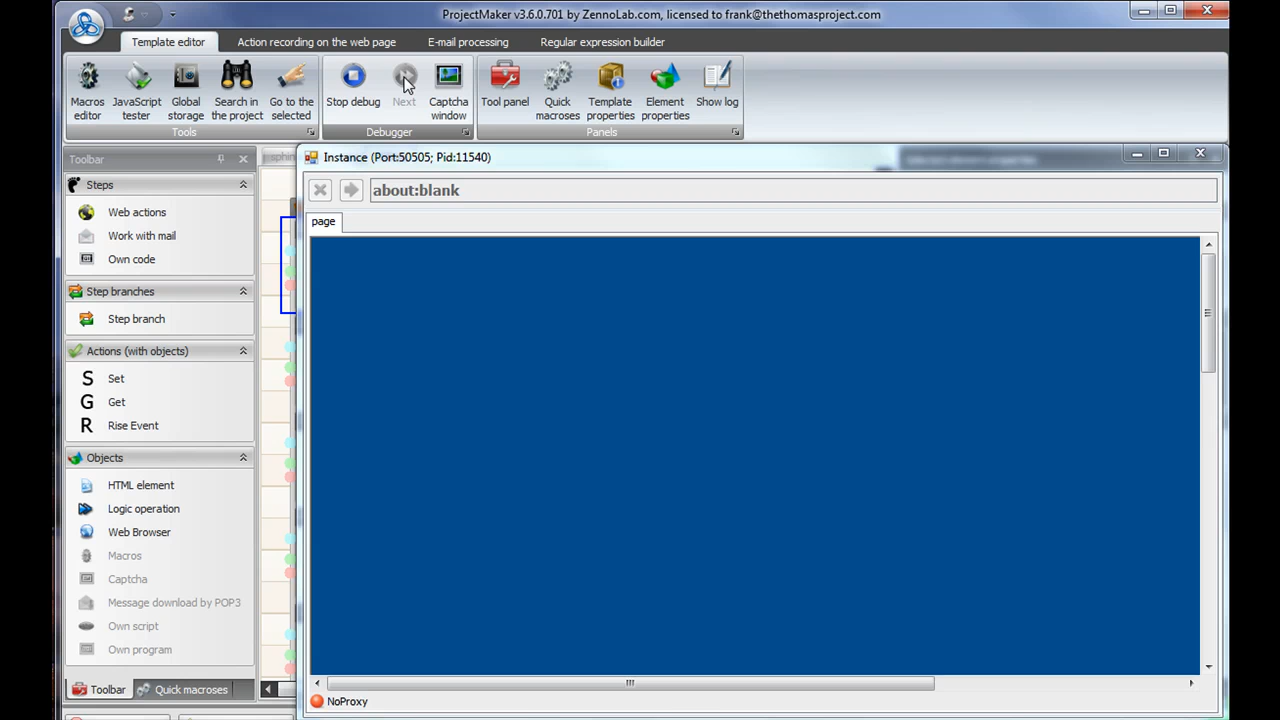 ProjectMaker v3.6.0.701 by ZennoLab.com, licensed to frank@thethomasproject.com
Template editor
Action recording on the web page
E-mail processing
Regular expression builder
Macros editor
JavaScript tester
Global storage
Search in the project
Go to the selected
Stop debug
Next
Captcha window
Tool panel
Quick macroses
Template properties
Element properties
Show log
Tools
Debugger
Panels
Toolbar
Instance (Port:50505; Pid:11540)
about:blank
page
Steps
Web actions
Work with mail
Own code
Step branches
Step branch
Actions (with objects)
S Set
G Get
R Rise Event
Objects
HTML element
Logic operation
Web Browser
Macros
Captcha
Message download by POP3
Own script
Own program
Toolbar
Quick macroses
NoProxy